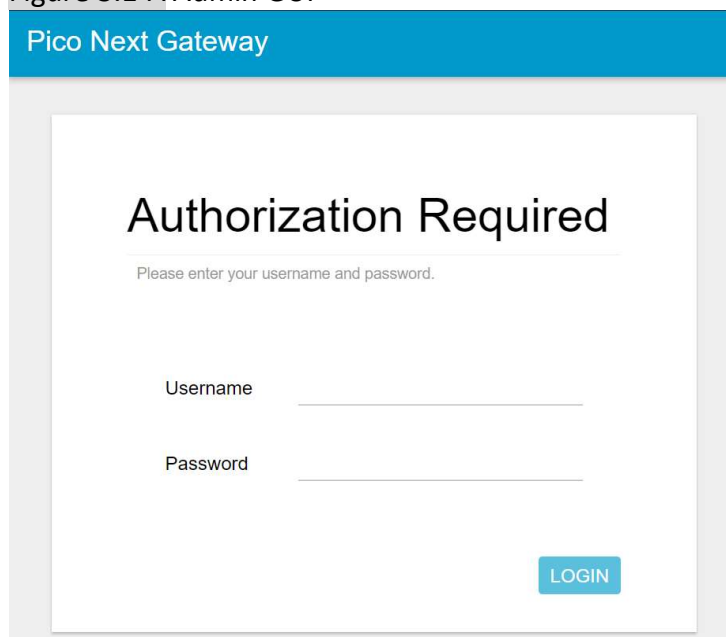 Pico Next Gateway
Authorization Required
Please enter your username and password.
Username
Password
LOGIN